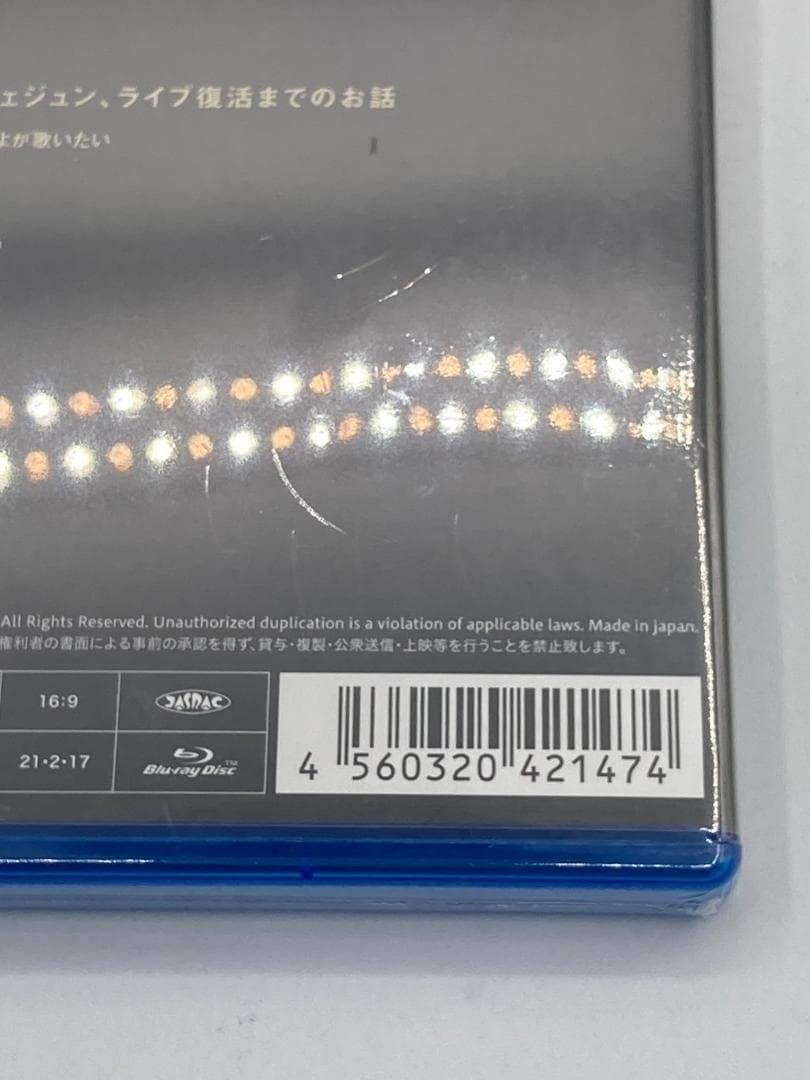 ェジュン、ライブ復活までのお話
が歌いたい
All Rights Reserved. Unauthorized duplication is a violation of applicable laws. Made in japan.
権利者の書面による事前の承認を得ず、貸与・複製・公衆送信・上映等を行うことを禁止致します。
16:9
JASRAC
21・2・17
Blu-ray Disc™
4 560320 421474